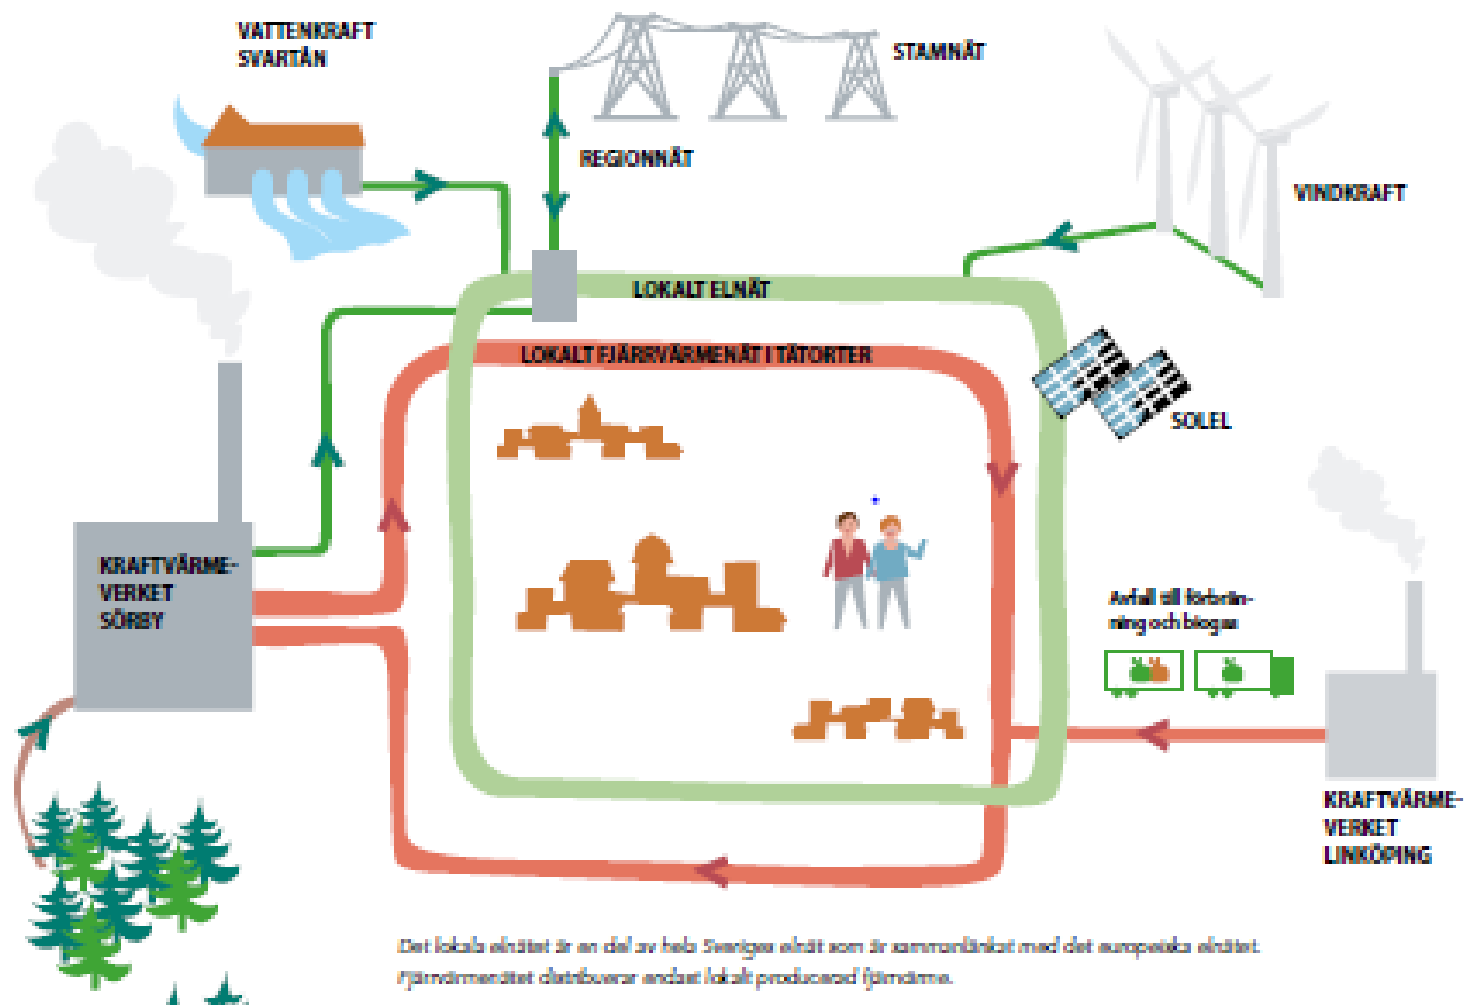 VATTENKRAFT
SVARTÅN
STAMNÄT
REGIONNÄT
VINDKRAFT
LOKALT ELNÄT
LOKALT FJÄRRVÄRMENÄT I TÄTORTER
SOLEL
KRAFTVÄRME-
VERKET
SÖRBY
Avfall till förbrän-
ning och biogas
KRAFTVÄRME-
VERKET
LINKÖPING
Det lokala elnätet är en del av hela Sveriges elnät som är sammanlänkat med det europeiska elnätet.
Fjärrvärmenätet distribuerar endast lokalt producerad fjärrvärme.